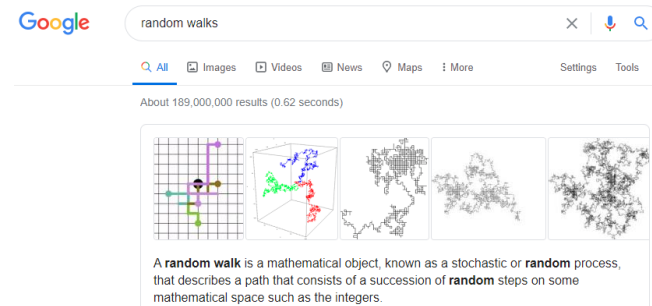 Google
random walks
All Images Videos News Maps More Settings Tools
About 189,000,000 results (0.62 seconds)
A random walk is a mathematical object, known as a stochastic or random process,
that describes a path that consists of a succession of random steps on some
mathematical space such as the integers.